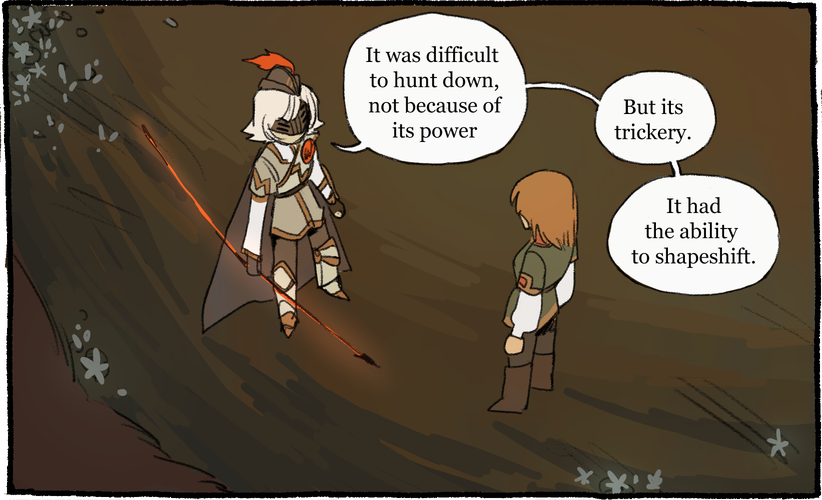 It was difficult
to hunt down,
not because of
its power
But its
trickery.
It had
the ability
to shapeshift.